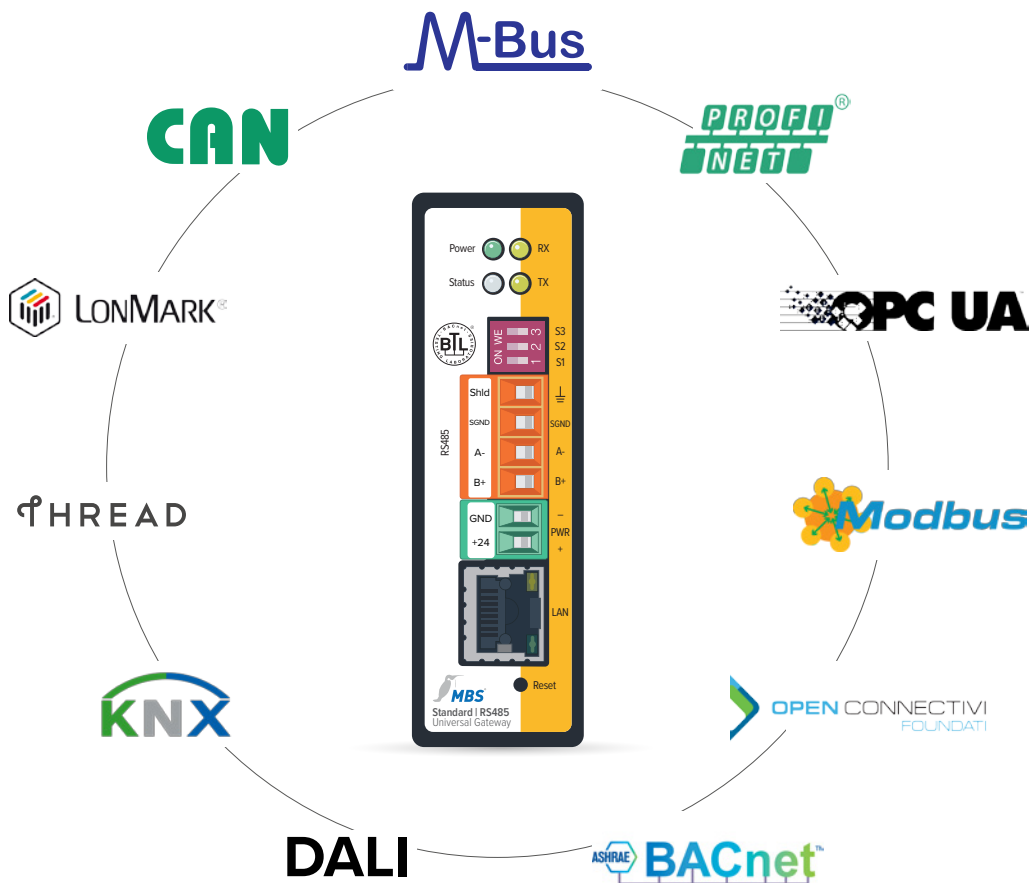 M-Bus
CAN
PROFI®
NET
LONMARK
OPC UA
THREAD
Modbus
KNX
OPEN CONNECTIVI
FOUNDATI
DALI
ASHRAE BACnet™
Power RX
Status TX
BTL
ON WE
1 2 3
S3
S2
S1
RS485
Shld
SGND SGND
A- A-
B+ B+
GND –
PWR
+24 +
LAN
Reset
MBS
Standard | RS485
Universal Gateway